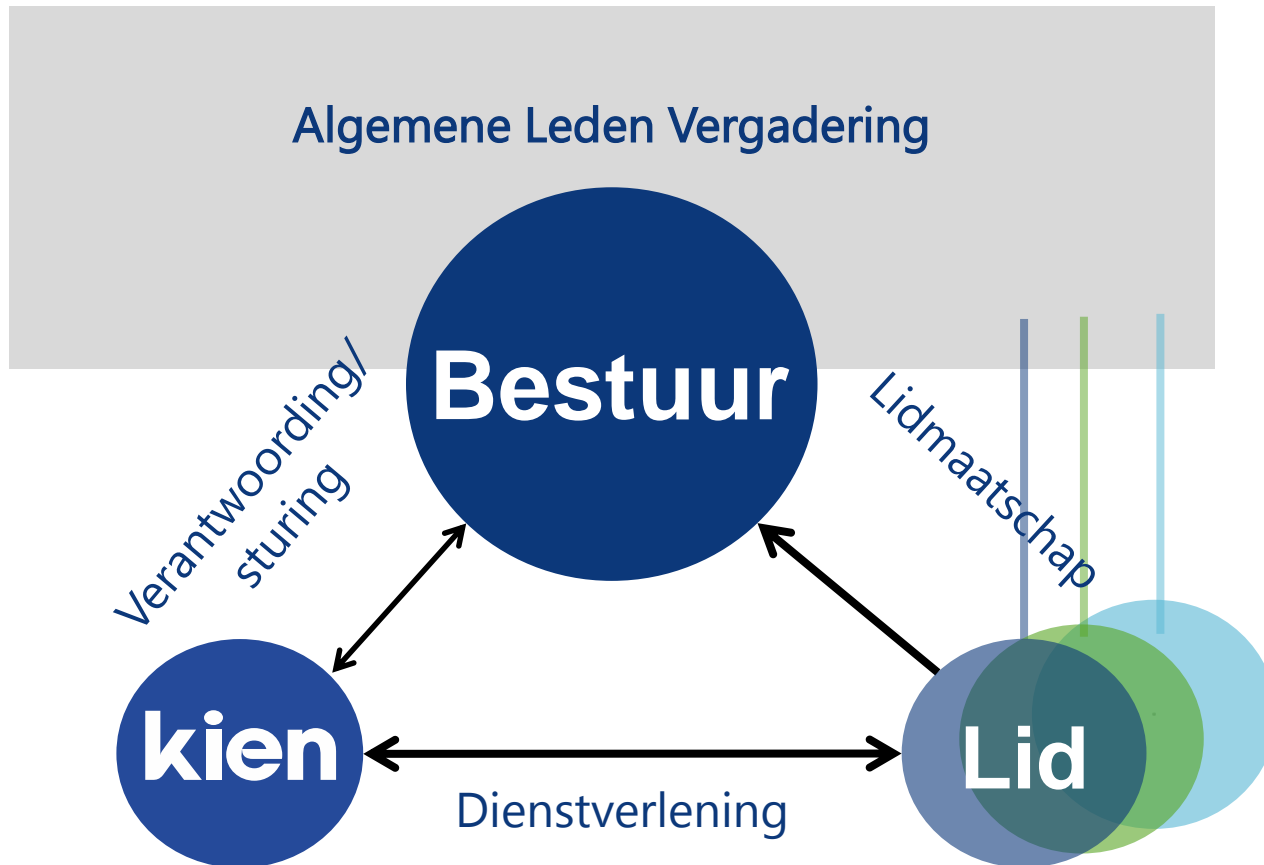 Algemene Leden Vergadering
Bestuur
Verantwoording/
sturing
Lidmaatschap
kien
Lid
Dienstverlening